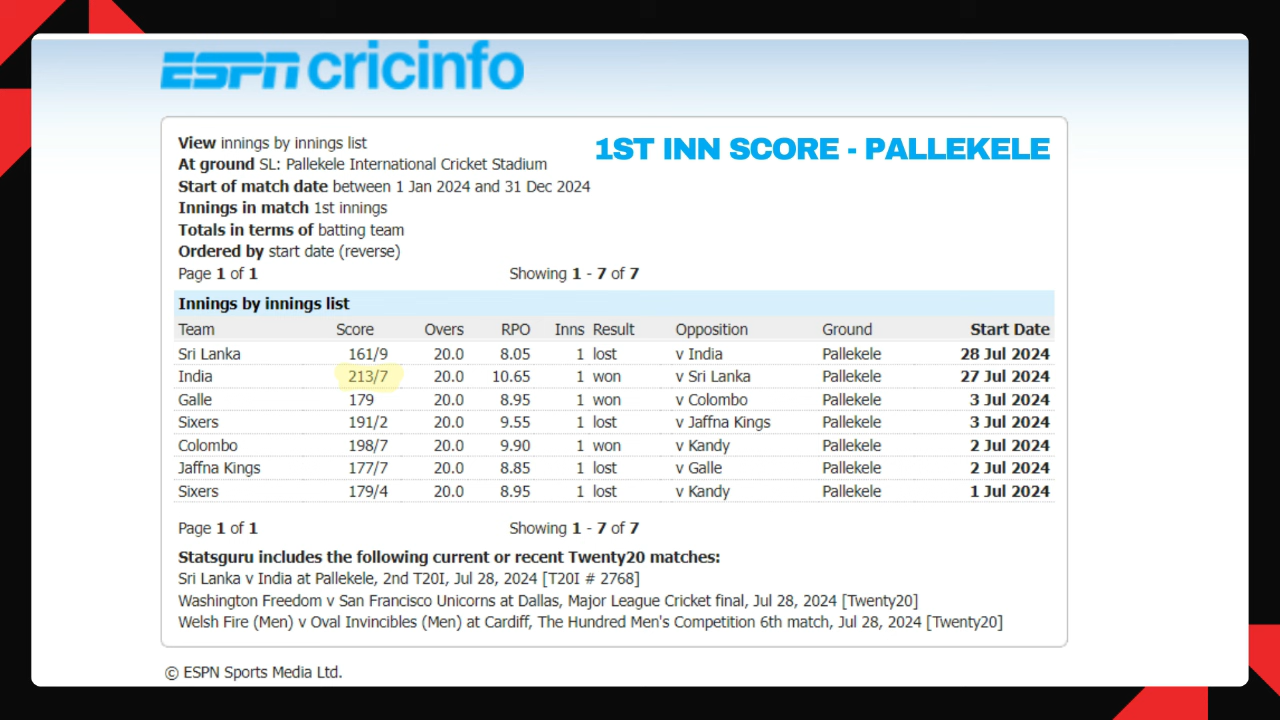 ESPN cricinfo
1ST INN SCORE - PALLEKELE
View innings by innings list
At ground SL: Pallekele International Cricket Stadium
Start of match date between 1 Jan 2024 and 31 Dec 2024
Innings in match 1st innings
Totals in terms of batting team
Ordered by start date (reverse)
Page 1 of 1 Showing 1 - 7 of 7
Innings by innings list
Team Score Overs RPO Inns Result Opposition Ground Start Date
Sri Lanka 161/9 20.0 8.05 1 lost v India Pallekele 28 Jul 2024
India 213/7 20.0 10.65 1 won v Sri Lanka Pallekele 27 Jul 2024
Galle 179 20.0 8.95 1 won v Colombo Pallekele 3 Jul 2024
Sixers 191/2 20.0 9.55 1 lost v Jaffna Kings Pallekele 3 Jul 2024
Colombo 198/7 20.0 9.90 1 won v Kandy Pallekele 2 Jul 2024
Jaffna Kings 177/7 20.0 8.85 1 lost v Galle Pallekele 2 Jul 2024
Sixers 179/4 20.0 8.95 1 lost v Kandy Pallekele 1 Jul 2024
Page 1 of 1 Showing 1 - 7 of 7
Statsguru includes the following current or recent Twenty20 matches:
Sri Lanka v India at Pallekele, 2nd T20I, Jul 28, 2024 [T20I # 2768]
Washington Freedom v San Francisco Unicorns at Dallas, Major League Cricket final, Jul 28, 2024 [Twenty20]
Welsh Fire (Men) v Oval Invincibles (Men) at Cardiff, The Hundred Men's Competition 6th match, Jul 28, 2024 [Twenty20]
© ESPN Sports Media Ltd.